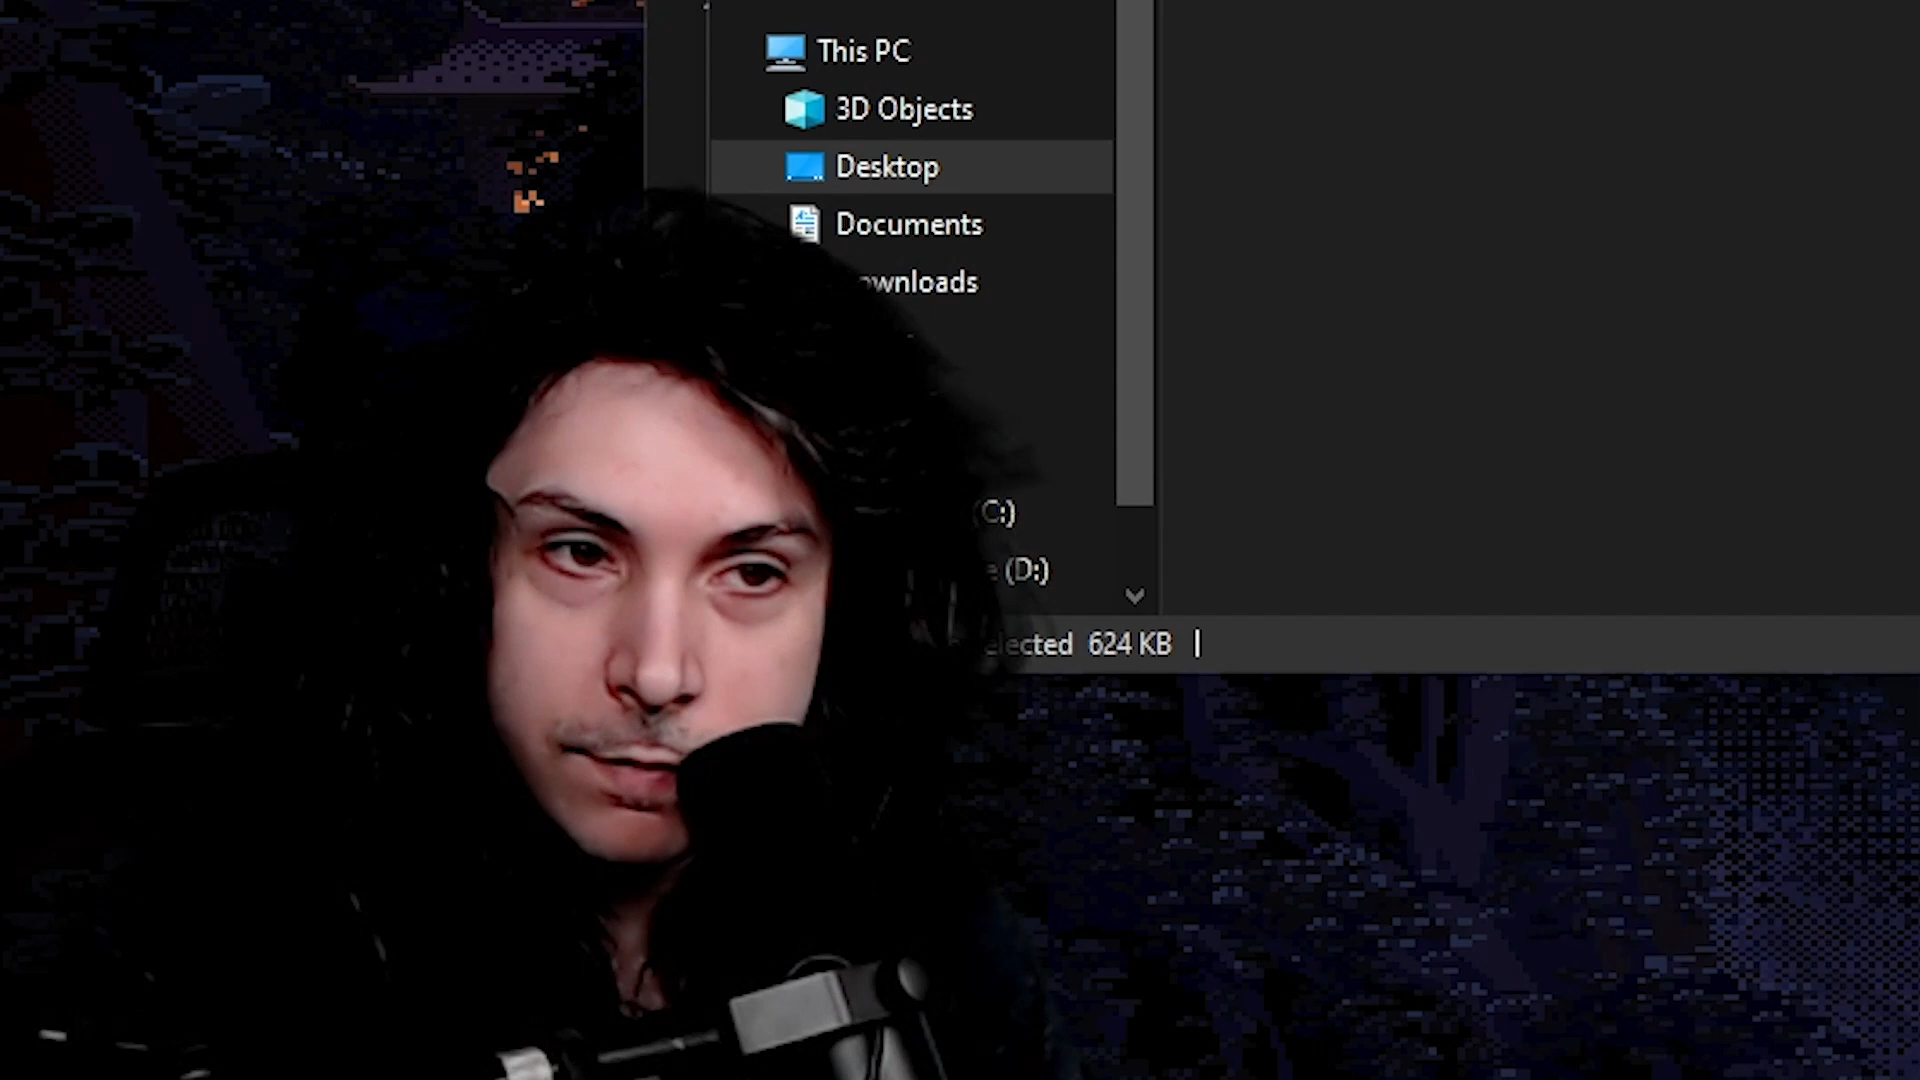 This PC
3D Objects
Desktop
Documents
(C:)
(D:)
624 KB